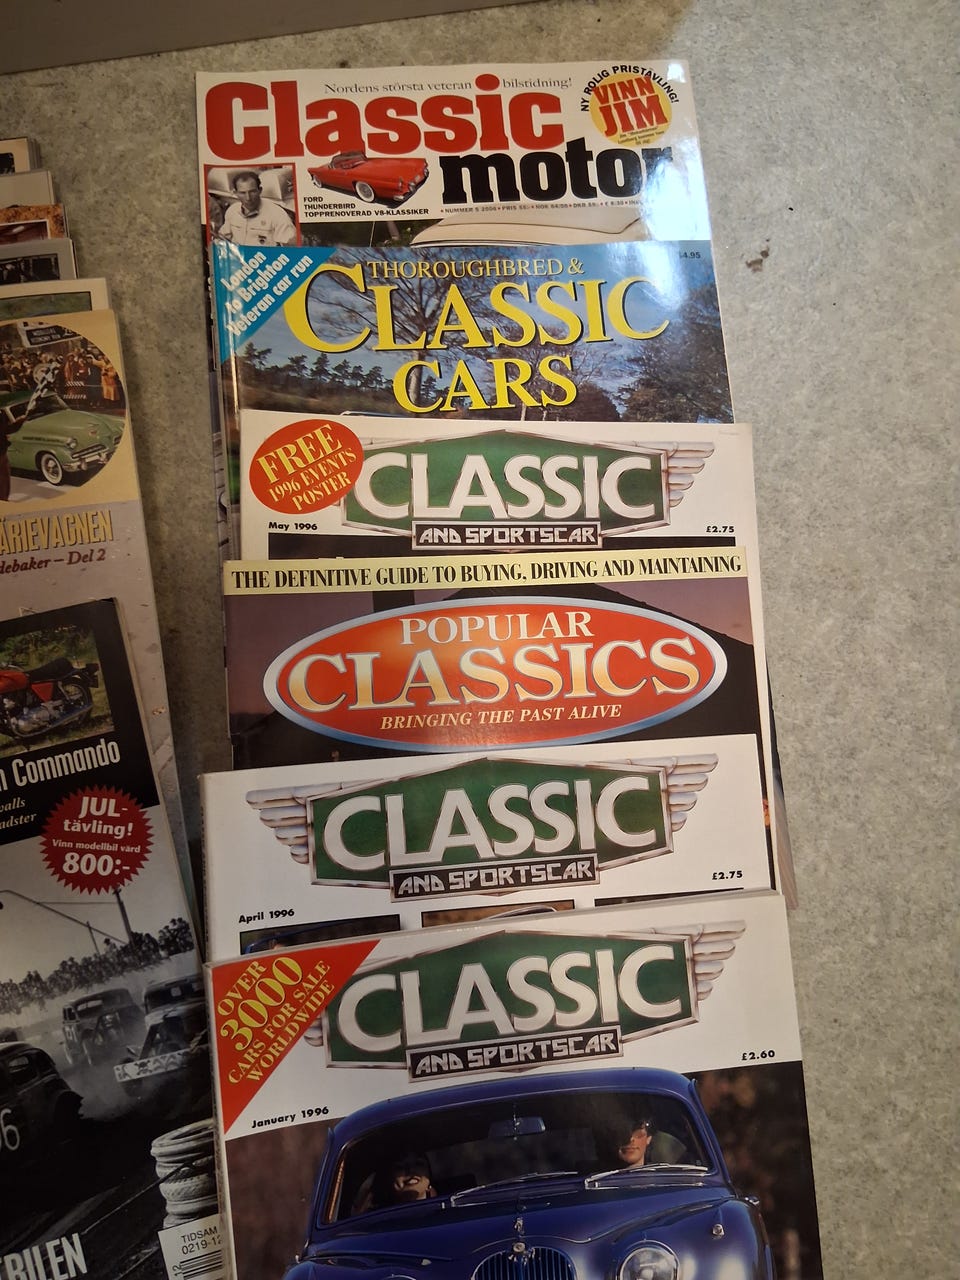 Nordens största veteran bilstidning!
Classic
motor
NY ROLIG PRISTÄVLING!
VINN
JIM
FORD
THUNDERBIRD
TOPPRENOVERAD V8-KLASSIKER
London
to Brighton
Veteran car run
THOROUGHBRED &
CLASSIC
CARS
FREE
1996 EVENTS
POSTER
CLASSIC
AND SPORTSCAR
May 1996
£2.75
THE DEFINITIVE GUIDE TO BUYING, DRIVING AND MAINTAINING
POPULAR
CLASSICS
BRINGING THE PAST ALIVE
CLASSIC
AND SPORTSCAR
£2.75
April 1996
OVER
3000
CARS FOR SALE
WORLDWIDE
CLASSIC
AND SPORTSCAR
£2.60
January 1996
ÄRIEVAGNEN
debaker – Del 2
Commando
JUL-
tävling!
Vinn modellbil värd
800:-
TIDSAM